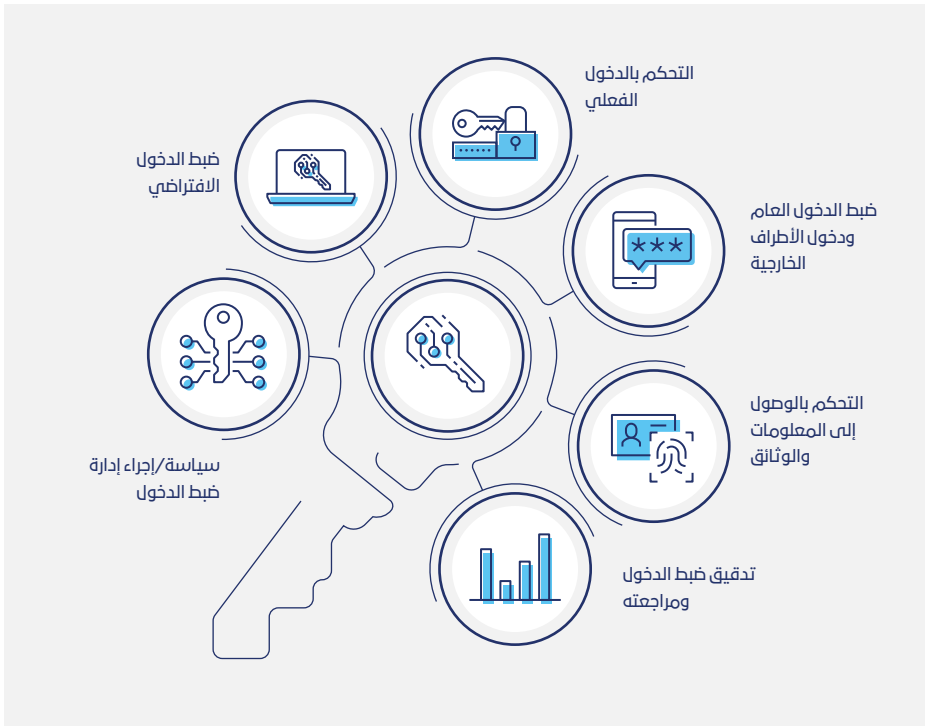 التحكم بالدخول
الفعلي
ضبط الدخول
الافتراضي
ضبط الدخول العام
ودخول الأطراف
الخارجية
التحكم بالوصول
إلى المعلومات
والوثائق
سياسة/إجراء إدارة
ضبط الدخول
تدقيق ضبط الدخول
ومراجعته
***